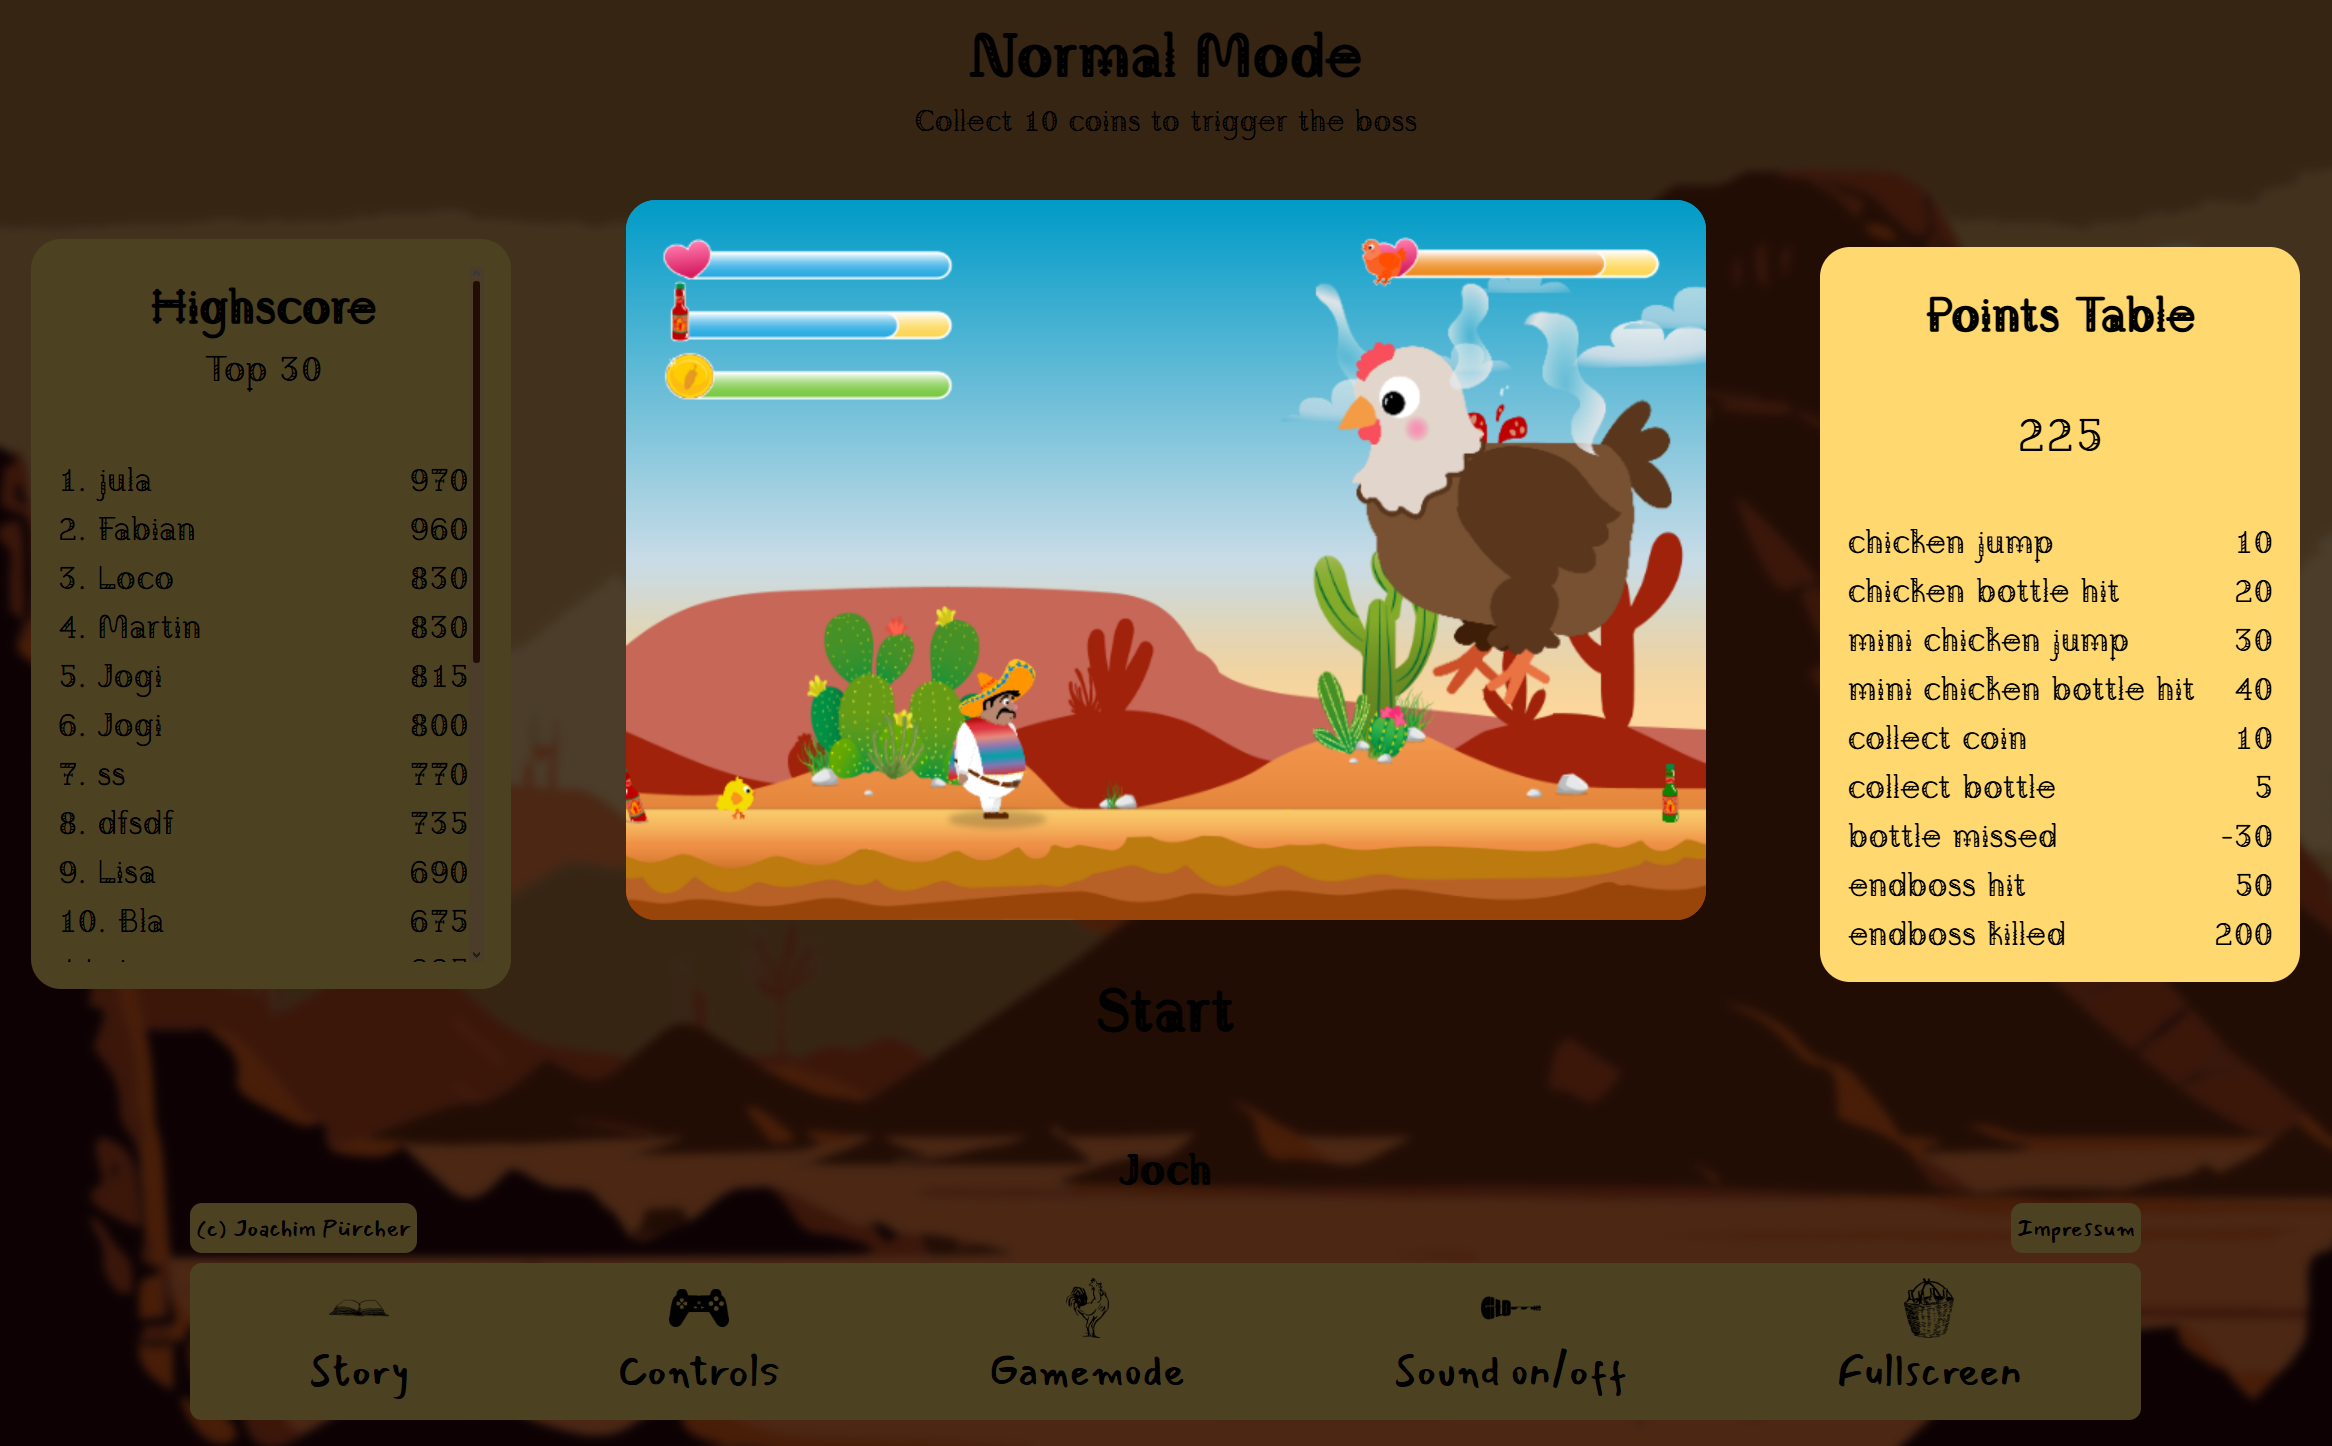 Normal Mode
Collect 10 coins to trigger the boss
Highscore
Top 30
1. jula 970
2. Fabian 960
3. Loco 830
4. Martin 830
5. Jogi 815
6. Jogi 800
7. ss 770
8. dfsdf 735
9. Lisa 690
10. Bla 675
Points Table
225
chicken jump 10
chicken bottle hit 20
mini chicken jump 30
mini chicken bottle hit 40
collect coin 10
collect bottle 5
bottle missed -30
endboss hit 50
endboss killed 200
Start
Joch
(c) Joachim Pürcher
Impressum
Story
Controls
Gamemode
Sound on/off
Fullscreen